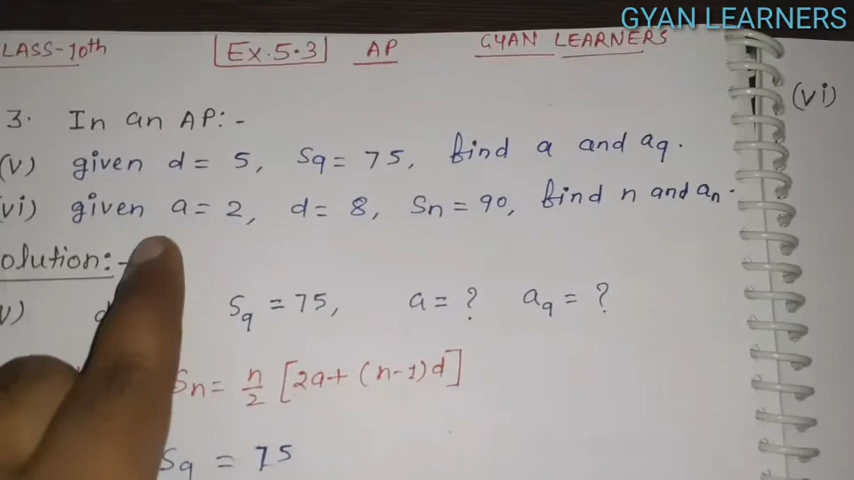 GYAN LEARNERS
CLASS-10th Ex.5.3 AP GYAN LEARNERS
3. In an AP:-
(v) given d = 5, S9 = 75, find a and a9.
(vi) given a = 2, d = 8, Sn = 90, find n and an.
(vi)
olution:-
v) d S9 = 75, a = ? a9 = ?
Sn = n/2 [2a+ (n-1)d]
S9 = 75